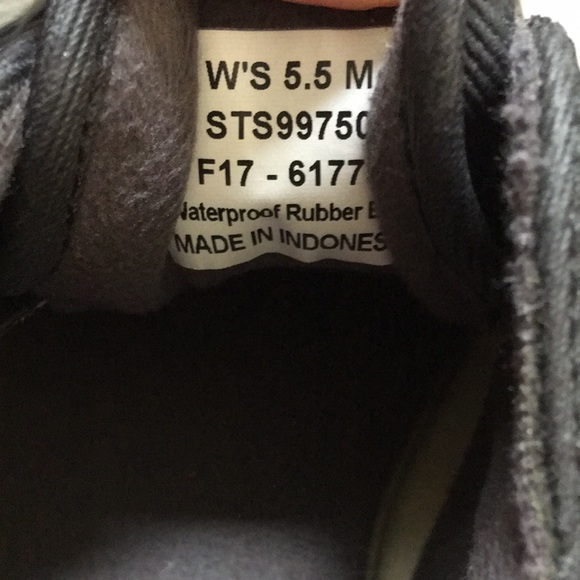 W'S 5.5 M
STS99750
F17 - 6177
Waterproof Rubber
MADE IN INDONES